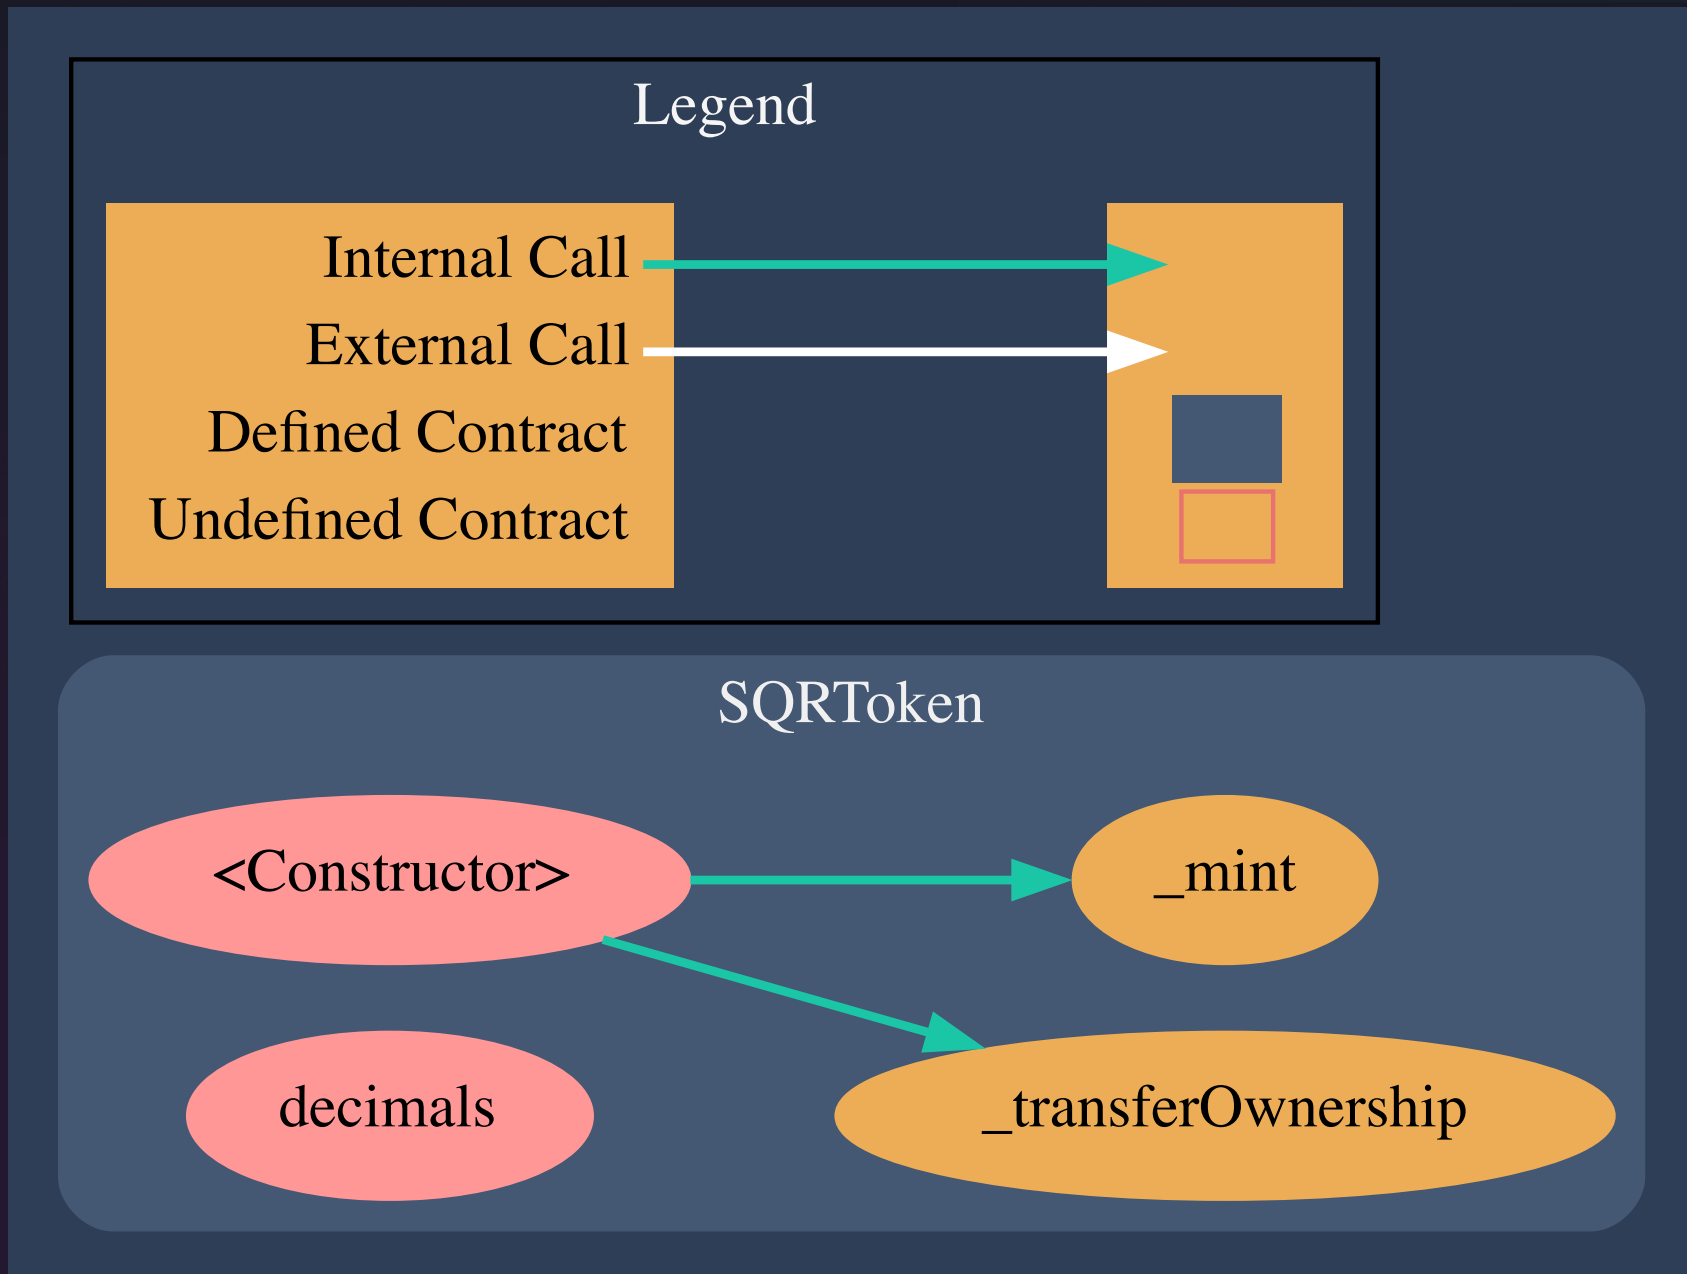 Legend
Internal Call
External Call
Defined Contract
Undefined Contract
SQRToken
<Constructor>
_mint
decimals
_transferOwnership